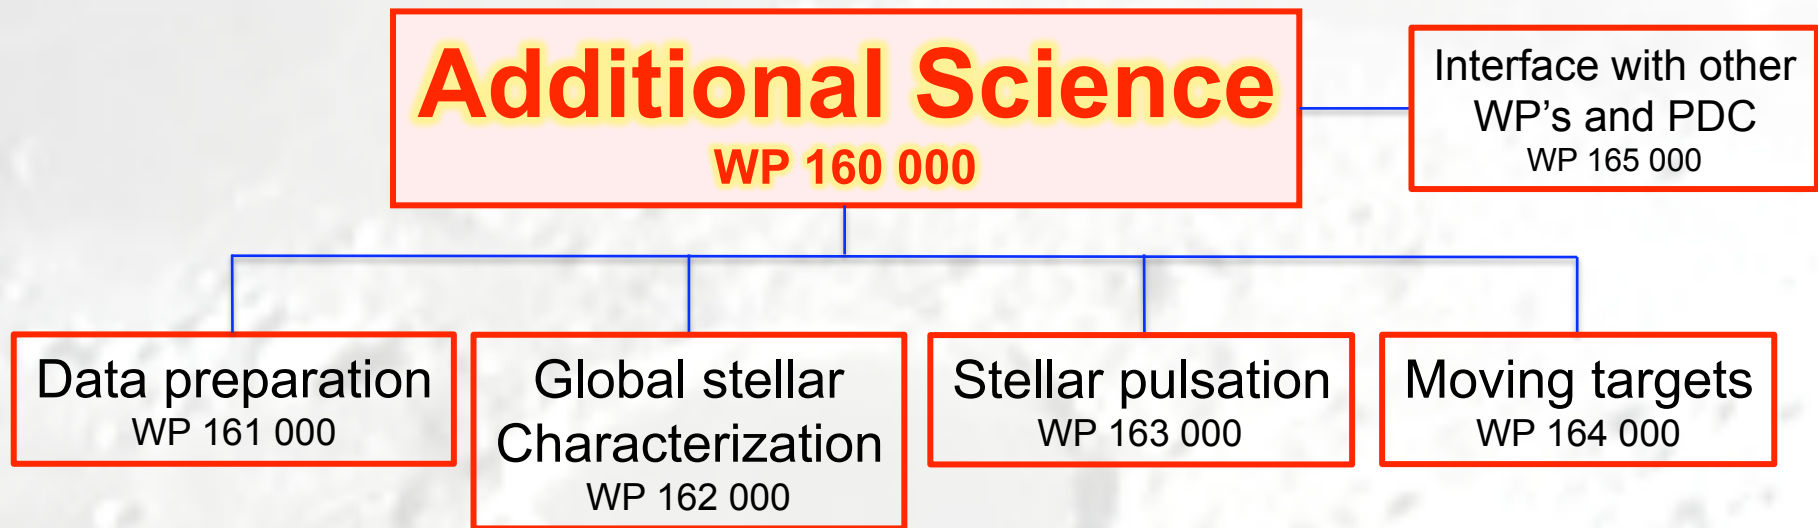 Additional Science
WP 160 000
Interface with other
WP’s and PDC
WP 165 000
Data preparation
WP 161 000
Global stellar
Characterization
WP 162 000
Stellar pulsation
WP 163 000
Moving targets
WP 164 000